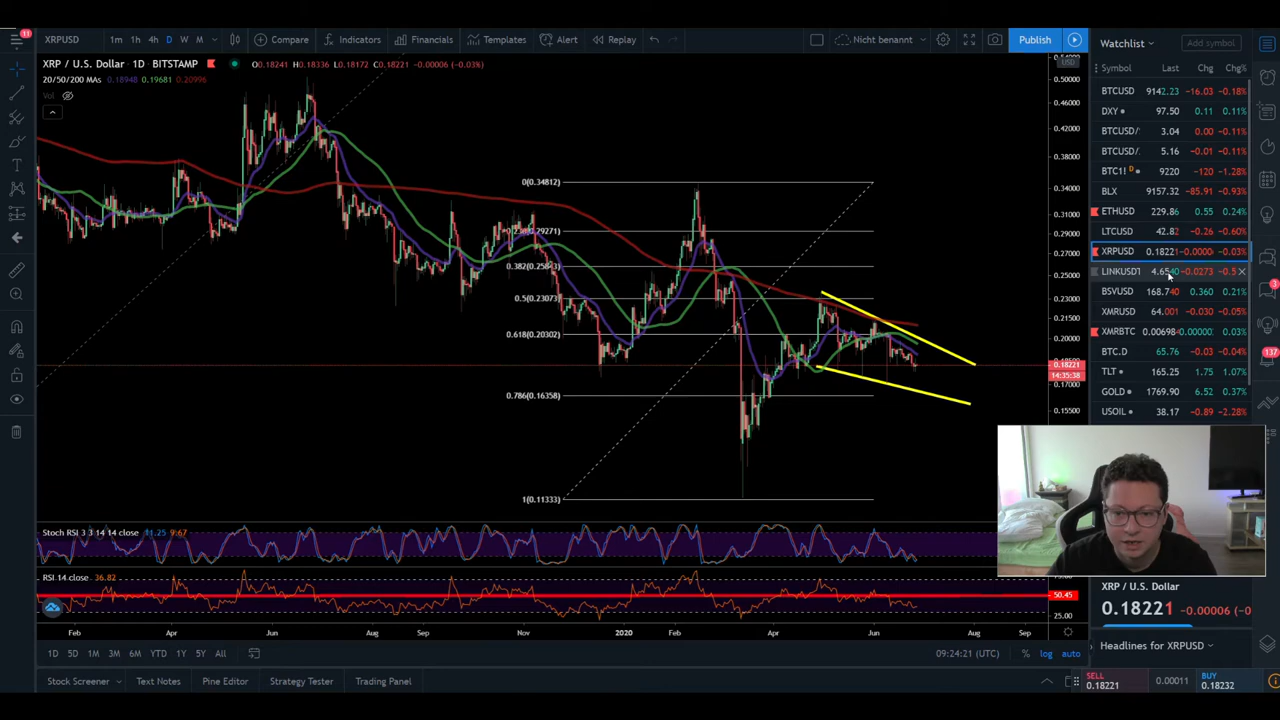 11
XRPUSD 1m 1h 4h D W M Compare Indicators Financials Templates Alert Replay Nicht benannt Publish
Watchlist Add symbol
XRP / U.S. Dollar · 1D · BITSTAMP O0.18241 H0.18336 L0.18172 C0.18221 −0.00006 (−0.03%)
20/50/200 MAs 0.18948 0.19681 0.20996
Vol
USD
0.50000
0.46000
0.42000
0.38000
0.34000
0.31000
0.29000
0.27000
0.25000
0.23000
0.21500
0.20000
0.18221
14:35:38
0.17000
0.15500
0(0.34812)
0.382(0.25843)
0.5(0.23073)
0.618(0.20302)
0.786(0.16358)
1(0.11333)
Symbol Last Chg Chg%
BTCUSD 9142.23 −16.03 −0.18%
DXY 97.50 0.11 0.11%
BTCUSD/ 3.04 0.00 −0.11%
BTCUSD/ 5.16 −0.01 −0.11%
BTC1! D 9220 −120 −1.28%
BLX 9157.32 −85.91 −0.93%
ETHUSD 229.86 0.55 0.24%
LTCUSD 42.82 −0.26 −0.60%
XRPUSD 0.18221 −0.0000 −0.03%
LINKUSDT 4.6540 −0.0273 −0.5
BSVUSD 168.740 0.360 0.21%
XMRUSD 64.001 −0.030 −0.05%
XMRBTC 0.00698 0.00000 0.03%
BTC.D 65.76 −0.03 −0.04%
TLT 165.25 1.75 1.07%
GOLD 1769.90 6.52 0.37%
USOIL 38.17 −0.89 −2.28%
3
137
Stoch RSI 3 3 14 14 close 11.25 9.67
RSI 14 close 36.82
50.45
25.00
Feb Apr Jun Aug Sep Nov 2020 Feb Apr Jun Aug Sep
1D 5D 1M 3M 6M YTD 1Y 5Y All 09:24:21 (UTC) % log auto
Stock Screener Text Notes Pine Editor Strategy Tester Trading Panel
XRP / U.S. Dollar
0.18221 −0.00006 (−0
Headlines for XRPUSD
SELL
0.18221
0.00011
BUY
0.18232